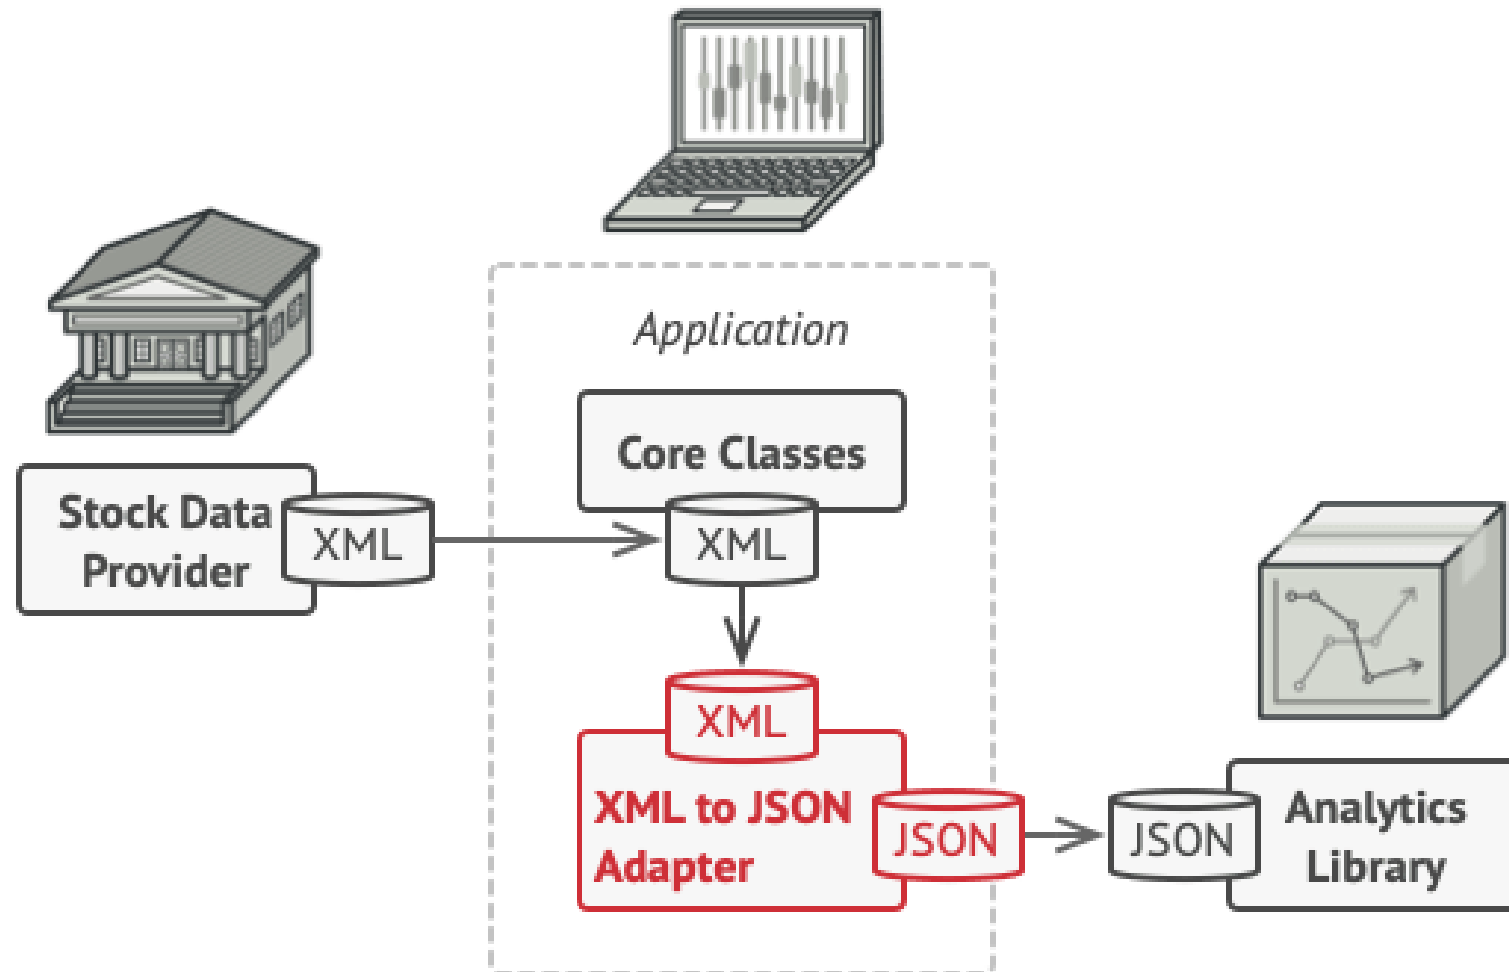 Application
Core Classes
Stock Data
Provider
XML
XML
XML
XML to JSON
Adapter
JSON
JSON
Analytics
Library